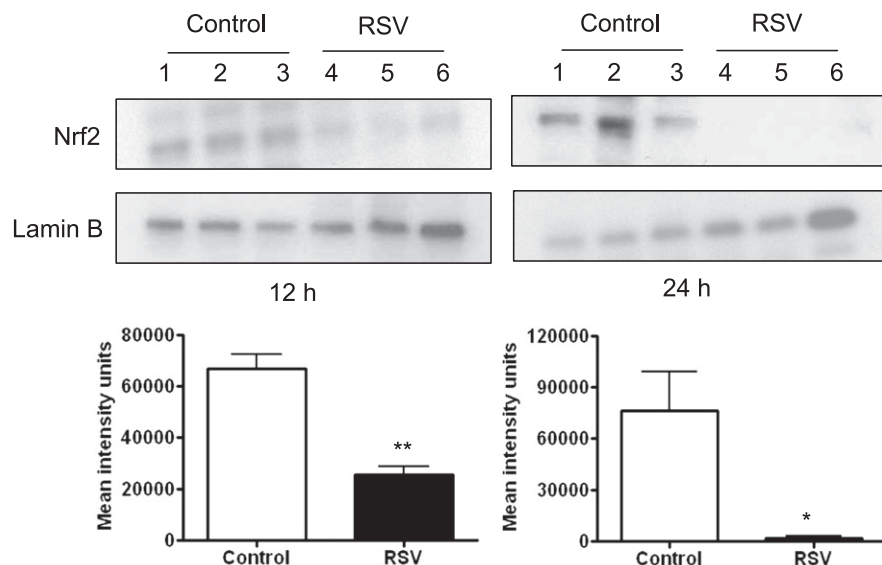 Control RSV Control RSV
1 2 3 4 5 6 1 2 3 4 5 6
Nrf2
Lamin B
12 h 24 h
Mean intensity units
80000
60000
40000
20000
0
**
Control RSV
Mean intensity units
120000
90000
60000
30000
0
*
Control RSV